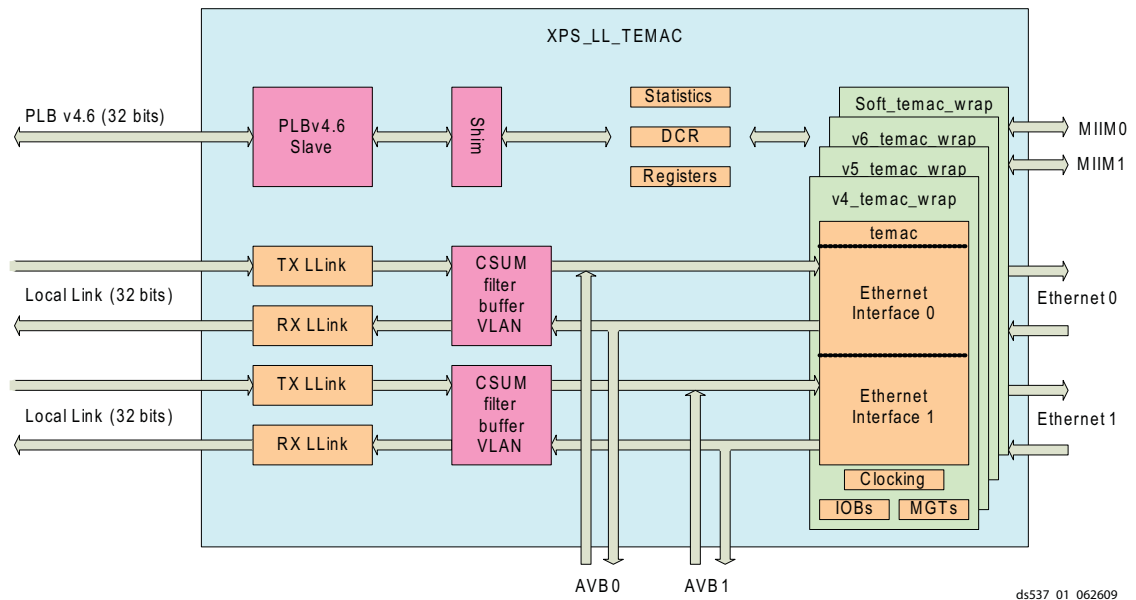 XPS_LL_TEMAC
PLB v4.6 (32 bits)
PLBv4.6
Slave
Shim
Statistics
DCR
Registers
Soft_temac_wrap
v6_temac_wrap
v5_temac_wrap
v4_temac_wrap
MIIM0
MIIM1
temac
Local Link (32 bits)
TX LLink
RX LLink
CSUM
filter
buffer
VLAN
Ethernet
Interface 0
Ethernet 0
Local Link (32 bits)
TX LLink
RX LLink
CSUM
filter
buffer
VLAN
Ethernet
Interface 1
Ethernet 1
Clocking
IOBs
MGTs
AVB0
AVB1
ds537_01_062609